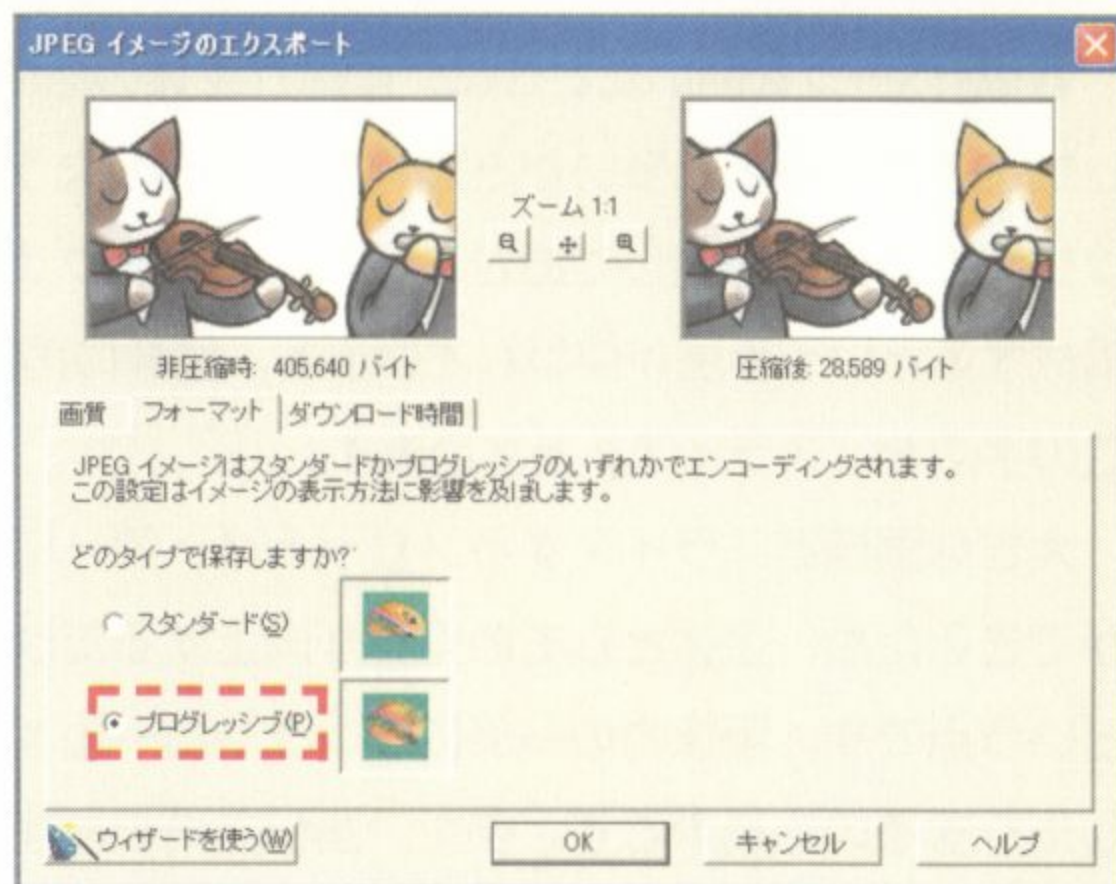 JPEG イメージのエクスポート
ズーム 1:1
非圧縮時: 405,640 バイト
圧縮後: 28,589 バイト
画質 フォーマット ダウンロード時間
JPEG イメージはスタンダードかプログレッシブのいずれかでエンコーディングされます。
この設定はイメージの表示方法に影響を及ぼします。
どのタイプで保存しますか?
スタンダード(S)
プログレッシブ(P)
ウィザードを使う(W) OK キャンセル ヘルプ